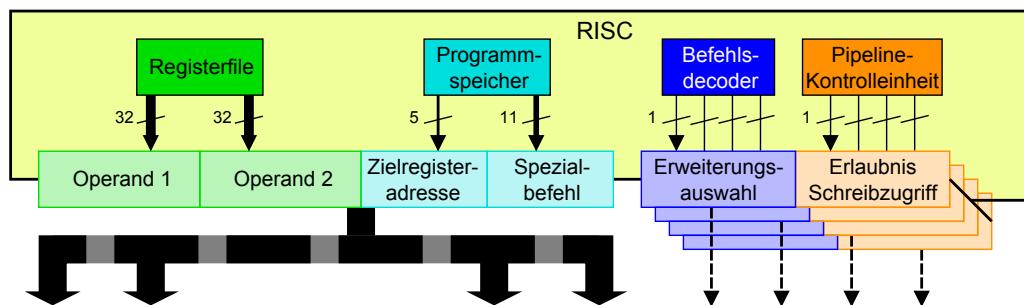 RISC
Registerfile
Programm-
speicher
Befehls-
decoder
Pipeline-
Kontrolleinheit
32
32
5
11
1
1
Operand 1
Operand 2
Zielregister-
adresse
Spezial-
befehl
Erweiterungs-
auswahl
Erlaubnis
Schreibzugriff